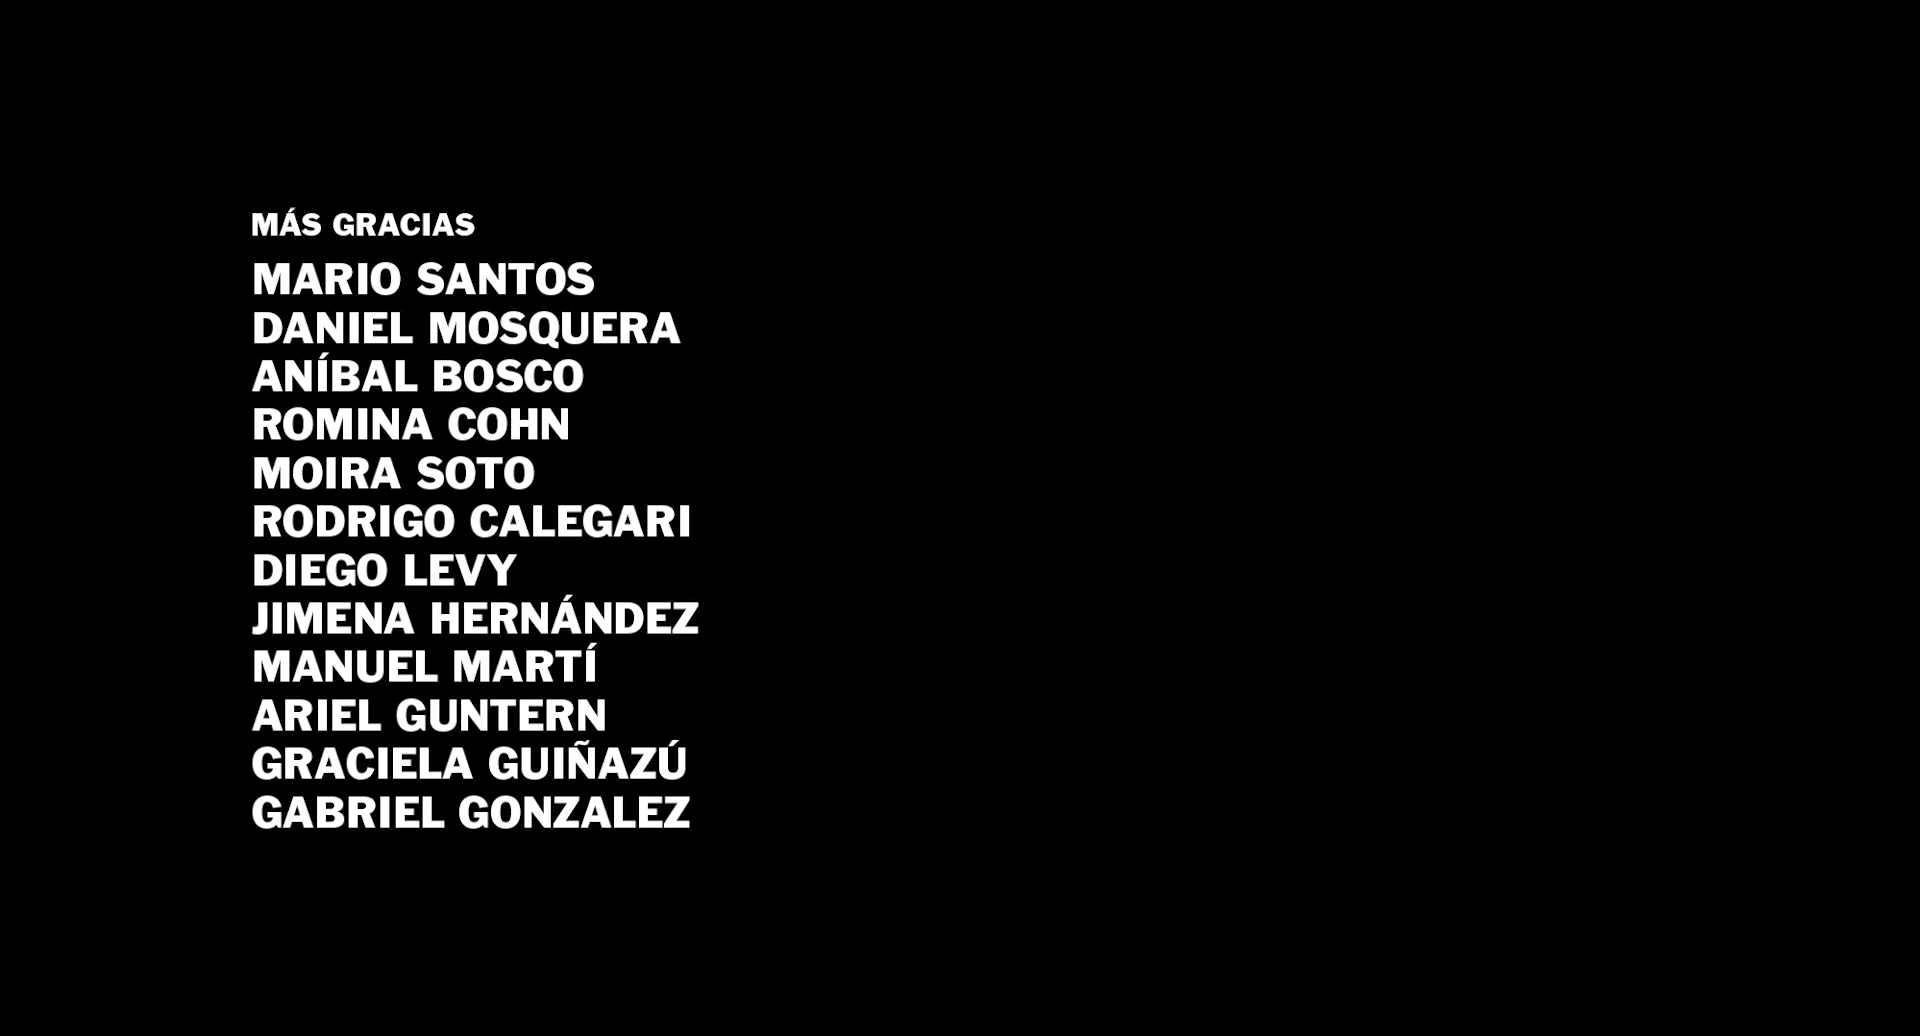 MÁS GRACIAS
MARIO SANTOS
DANIEL MOSQUERA
ANÍBAL BOSCO
ROMINA COHN
MOIRA SOTO
RODRIGO CALEGARI
DIEGO LEVY
JIMENA HERNÁNDEZ
MANUEL MARTÍ
ARIEL GUNTERN
GRACIELA GUIÑAZÚ
GABRIEL GONZALEZ